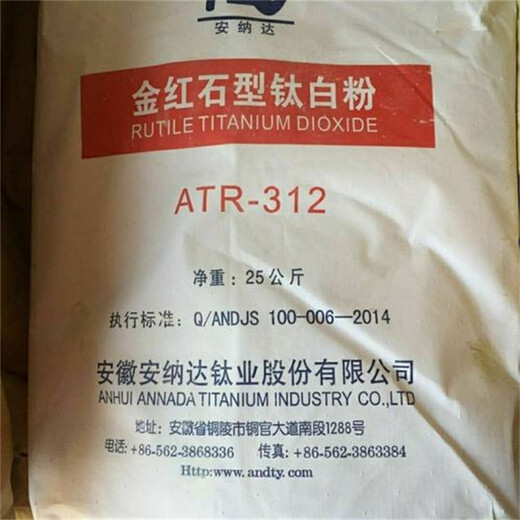 安纳达
金红石型钛白粉
RUTILE TITANIUM DIOXIDE
ATR-312
净重：25公斤
执行标准：Q/ANDJS 100-006—2014
安徽安纳达钛业股份有限公司
ANHUI ANNADA TITANIUM INDUSTRY CO.,LTD
地址：安徽省铜陵市铜官大道南段1288号
电话：+86-562-3868336 传真：+86-562-3863384
Http:www.andty.com